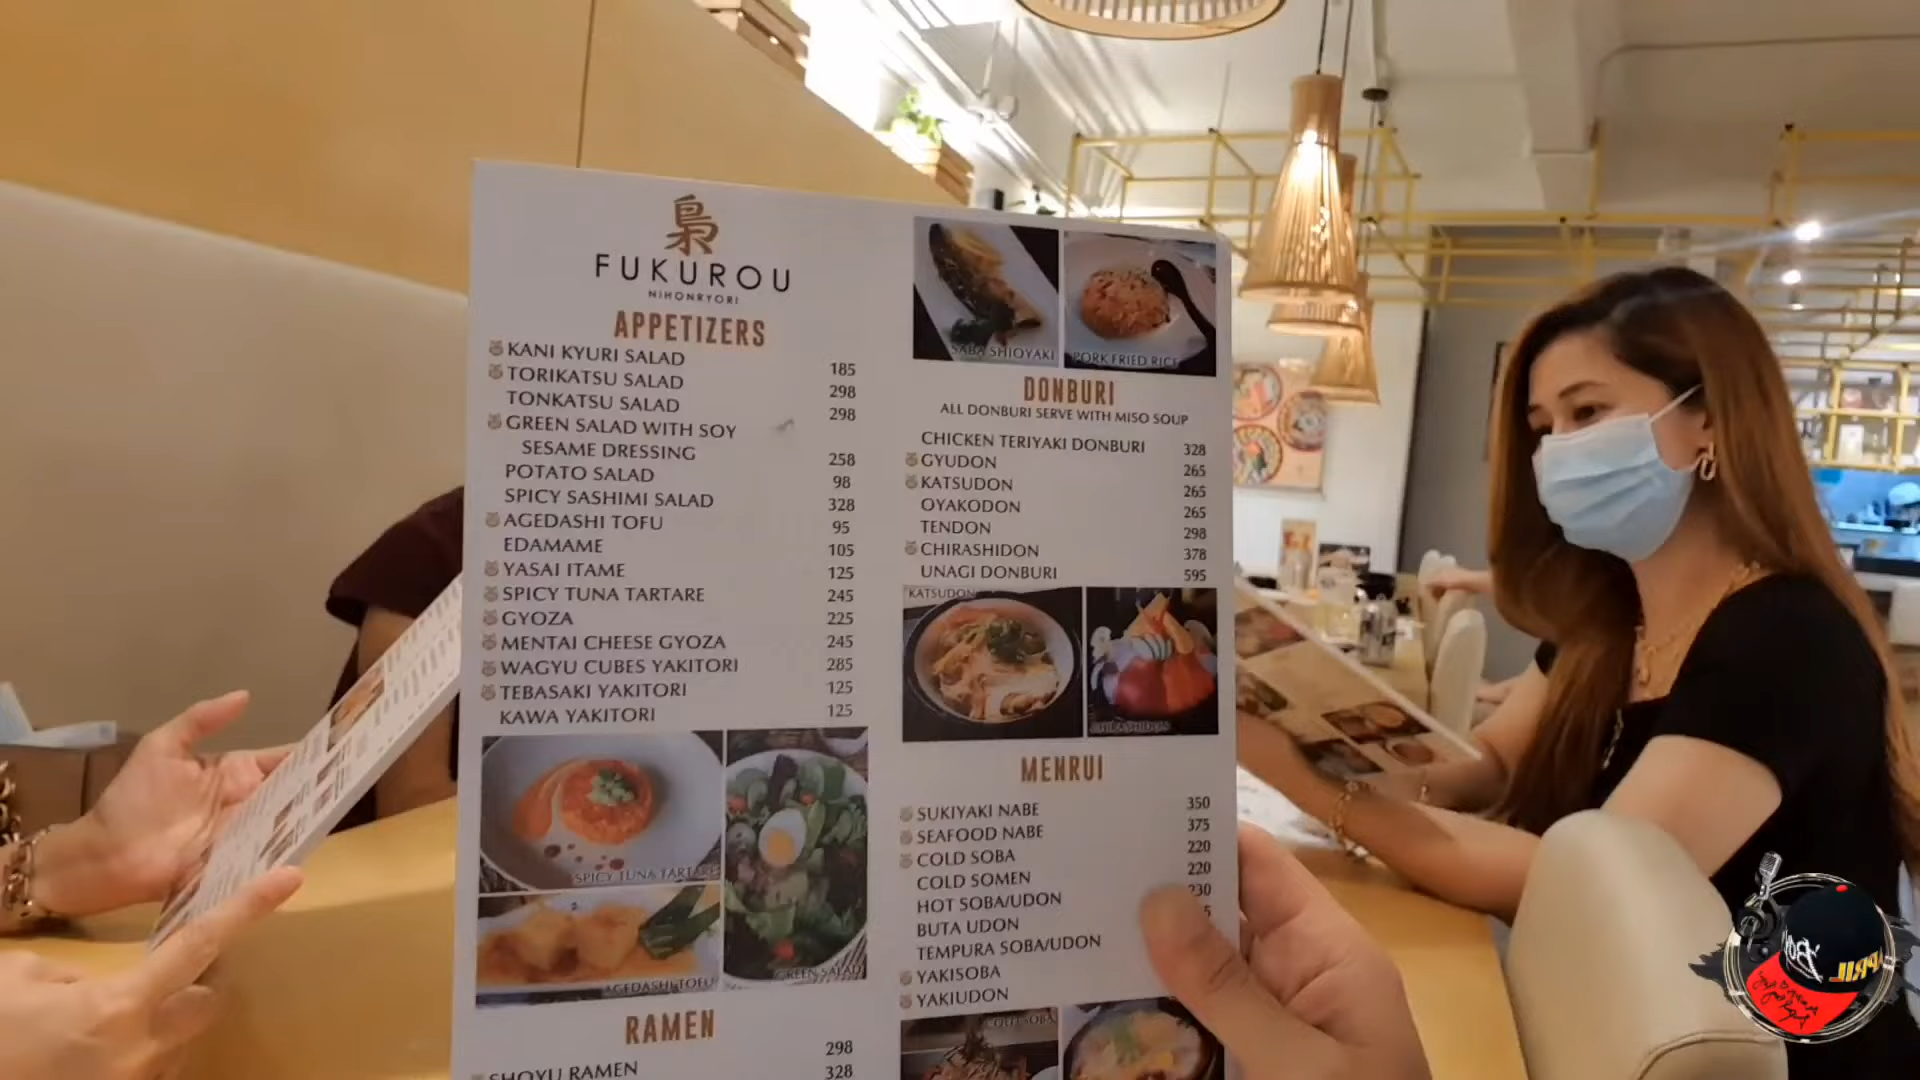 梟
FUKUROU
NIHONRYORI
APPETIZERS
KANI KYURI SALAD 185
TORIKATSU SALAD 298
TONKATSU SALAD 298
GREEN SALAD WITH SOY
SESAME DRESSING 258
POTATO SALAD 98
SPICY SASHIMI SALAD 328
AGEDASHI TOFU 95
EDAMAME 105
YASAI ITAME 125
SPICY TUNA TARTARE 245
GYOZA 225
MENTAI CHEESE GYOZA 245
WAGYU CUBES YAKITORI 285
TEBASAKI YAKITORI 125
KAWA YAKITORI 125
SPICY TUNA TARTARE
AGEDASHI TOFU
GREEN SALAD
RAMEN
SHOYU RAMEN 298
328
SABA SHIOYAKI
PORK FRIED RICE
DONBURI
ALL DONBURI SERVE WITH MISO SOUP
CHICKEN TERIYAKI DONBURI 328
GYUDON 265
KATSUDON 265
OYAKODON 265
TENDON 298
CHIRASHIDON 378
UNAGI DONBURI 595
KATSUDON
CHIRASHIDON
MENRUI
SUKIYAKI NABE 350
SEAFOOD NABE 375
COLD SOBA 220
COLD SOMEN 220
HOT SOBA/UDON 230
BUTA UDON
TEMPURA SOBA/UDON
YAKISOBA
YAKIUDON
COLD SOBA
APRIL